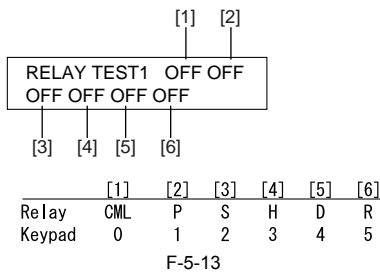 [1] [2]
RELAY TEST1 OFF OFF
OFF OFF OFF OFF
[3] [4] [5] [6]
[1] [2] [3] [4] [5] [6]
Relay CML P S H D R
Keypad 0 1 2 3 4 5
F-5-13